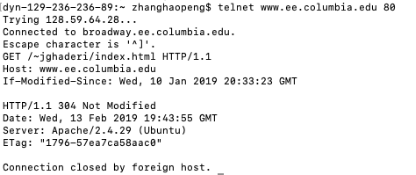 [dyn-129-236-236-89:~ zhanghaopeng$ telnet www.ee.columbia.edu 80
Trying 128.59.64.28...
Connected to broadway.ee.columbia.edu.
Escape character is '^]'.
GET /~jghaderi/index.html HTTP/1.1
Host: www.ee.columbia.edu
If-Modified-Since: Wed, 10 Jan 2019 20:33:23 GMT

HTTP/1.1 304 Not Modified
Date: Wed, 13 Feb 2019 19:43:55 GMT
Server: Apache/2.4.29 (Ubuntu)
ETag: "1796-57ea7ca58aac0"

Connection closed by foreign host. _